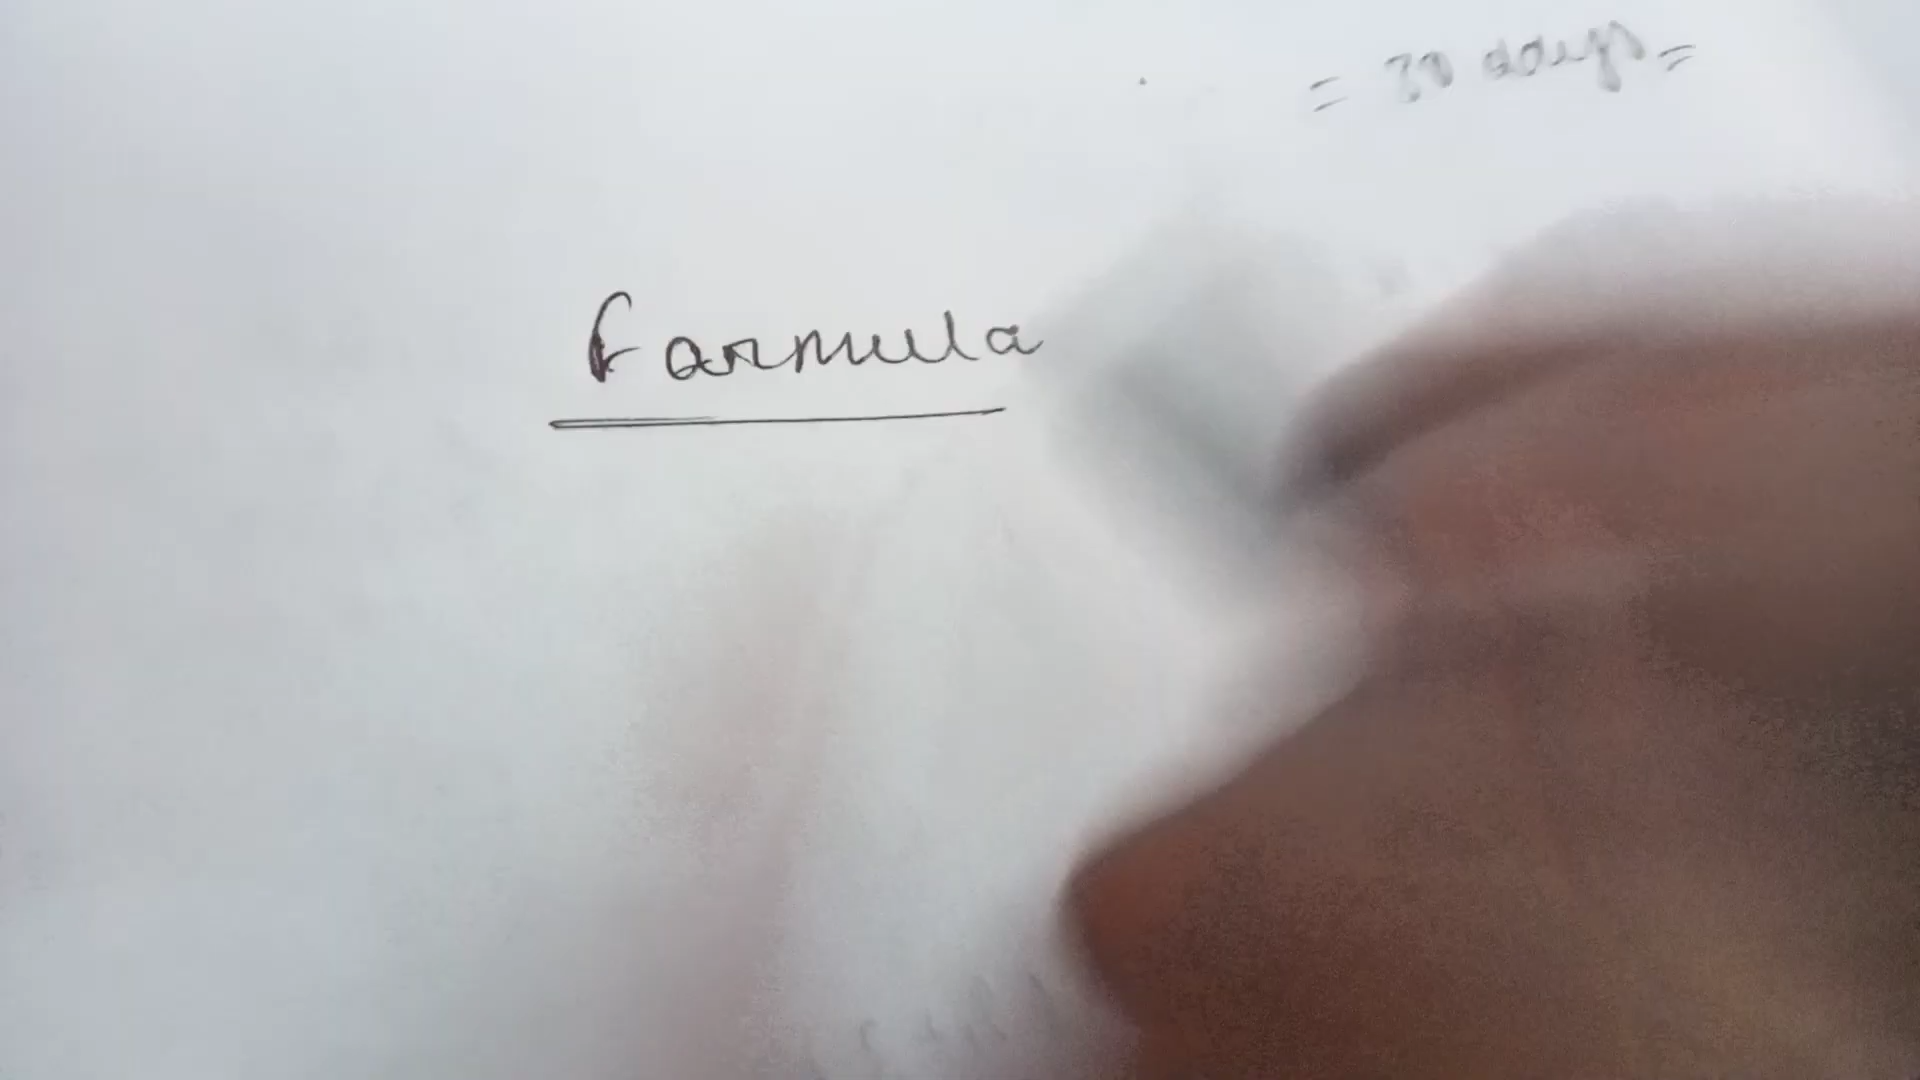 = 30 days =
Formula